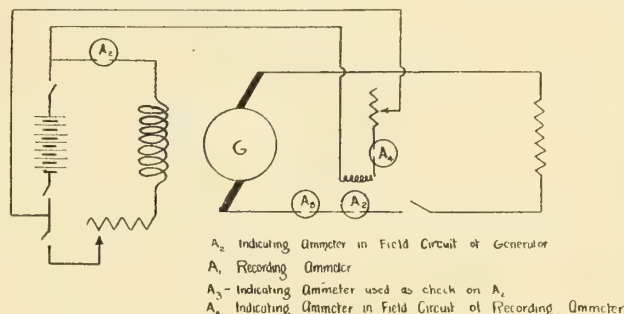 A2
G
A4
A3 A2
A2 Indicating Ammeter in Field Circuit of Generator
A1 Recording Ammeter
A3 - Indicating Ammeter used as check on A2
A4 Indicating Ammeter in Field Circuit of Recording Ammeter